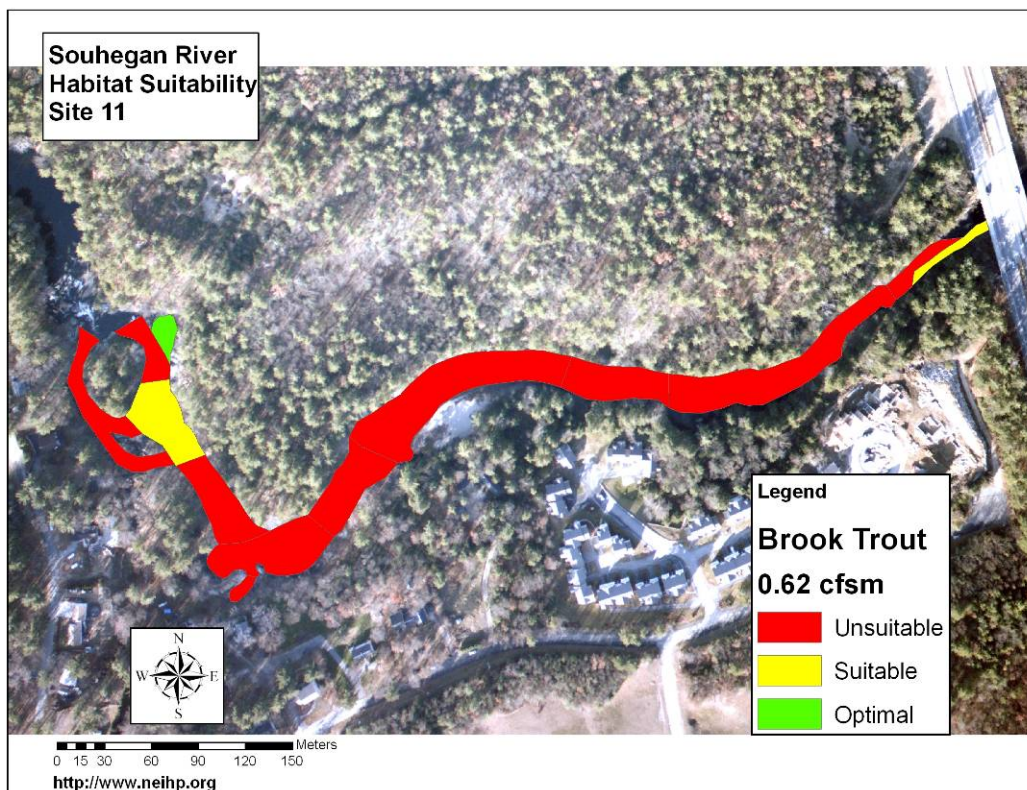 Souhegan River
Habitat Suitability
Site 11
Legend
Brook Trout
0.62 cfsm
Unsuitable
Suitable
Optimal
N
W E
S
Meters
0 15 30 60 90 120 150
http://www.neihp.org